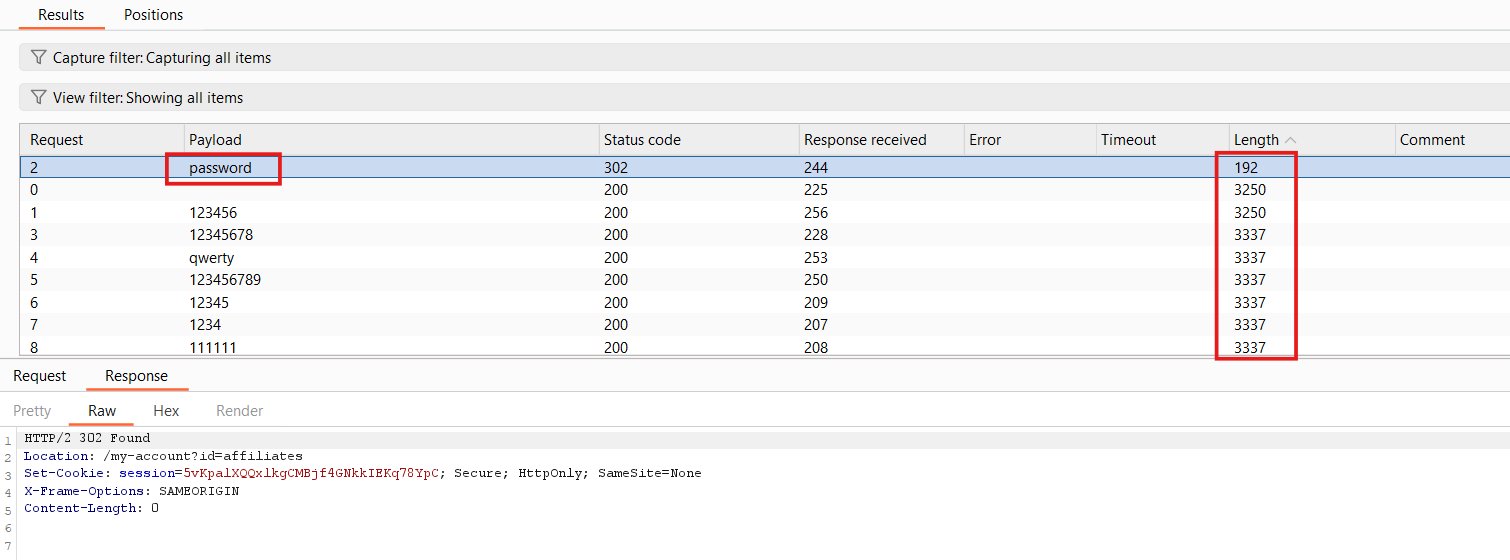 Results Positions
Capture filter: Capturing all items
View filter: Showing all items
Request Payload Status code Response received Error Timeout Length Comment
2 password 302 244 192
0 200 225 3250
1 123456 200 256 3250
3 12345678 200 228 3337
4 qwerty 200 253 3337
5 123456789 200 250 3337
6 12345 200 209 3337
7 1234 200 207 3337
8 111111 200 208 3337
Request Response
Pretty Raw Hex Render
1 HTTP/2 302 Found
2 Location: /my-account?id=affiliates
3 Set-Cookie: session=5vKpalXQQxlkgCMBjf4GNkkIEKq78YpC; Secure; HttpOnly; SameSite=None
4 X-Frame-Options: SAMEORIGIN
5 Content-Length: 0
6
7